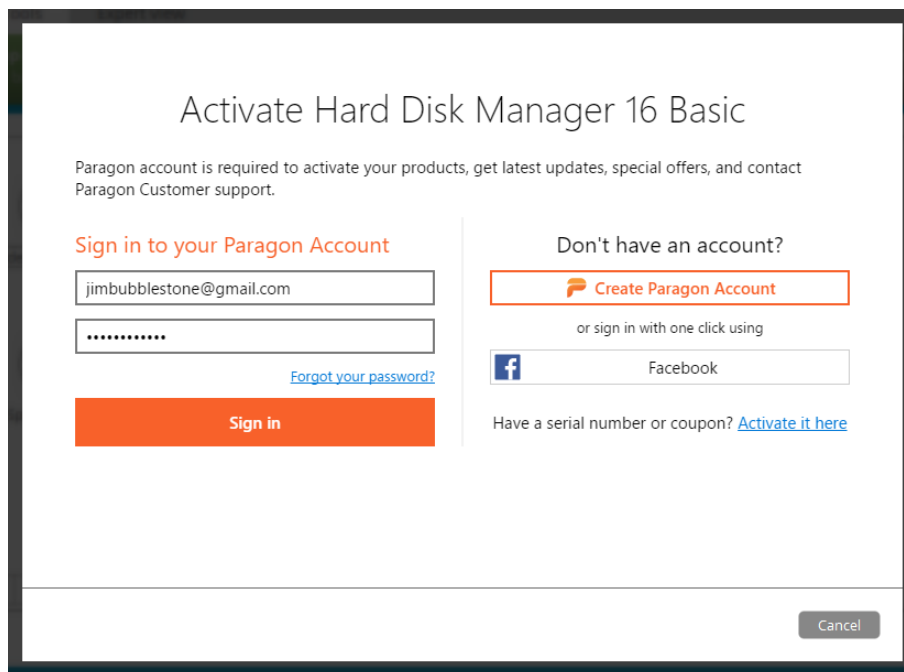 Activate Hard Disk Manager 16 Basic
Paragon account is required to activate your products, get latest updates, special offers, and contact
Paragon Customer support.
Sign in to your Paragon Account
jimbubblestone@gmail.com
••••••••••••
Forgot your password?
Sign in
Don't have an account?
Create Paragon Account
or sign in with one click using
Facebook
Have a serial number or coupon? Activate it here
Cancel